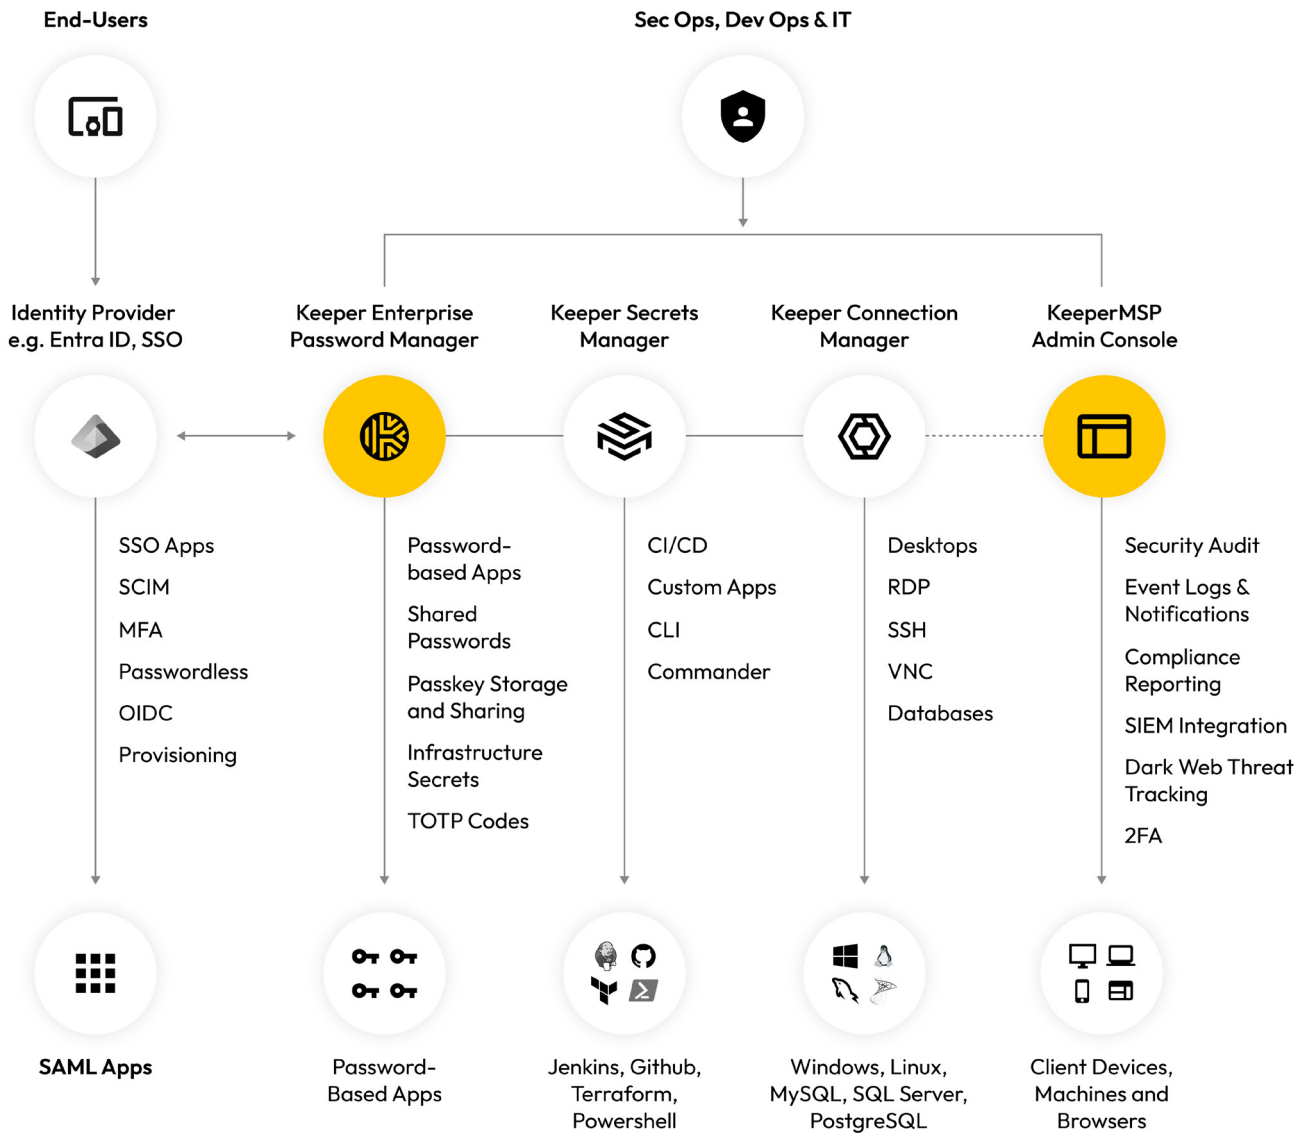 End-Users
Sec Ops, Dev Ops & IT
Identity Provider
e.g. Entra ID, SSO
Keeper Enterprise
Password Manager
Keeper Secrets
Manager
Keeper Connection
Manager
KeeperMSP
Admin Console
SSO Apps
SCIM
MFA
Passwordless
OIDC
Provisioning
Password-
based Apps
Shared
Passwords
Passkey Storage
and Sharing
Infrastructure
Secrets
TOTP Codes
CI/CD
Custom Apps
CLI
Commander
Desktops
RDP
SSH
VNC
Databases
Security Audit
Event Logs &
Notifications
Compliance
Reporting
SIEM Integration
Dark Web Threat
Tracking
2FA
SAML Apps
Password-
Based Apps
Jenkins, Github,
Terraform,
Powershell
Windows, Linux,
MySQL, SQL Server,
PostgreSQL
Client Devices,
Machines and
Browsers